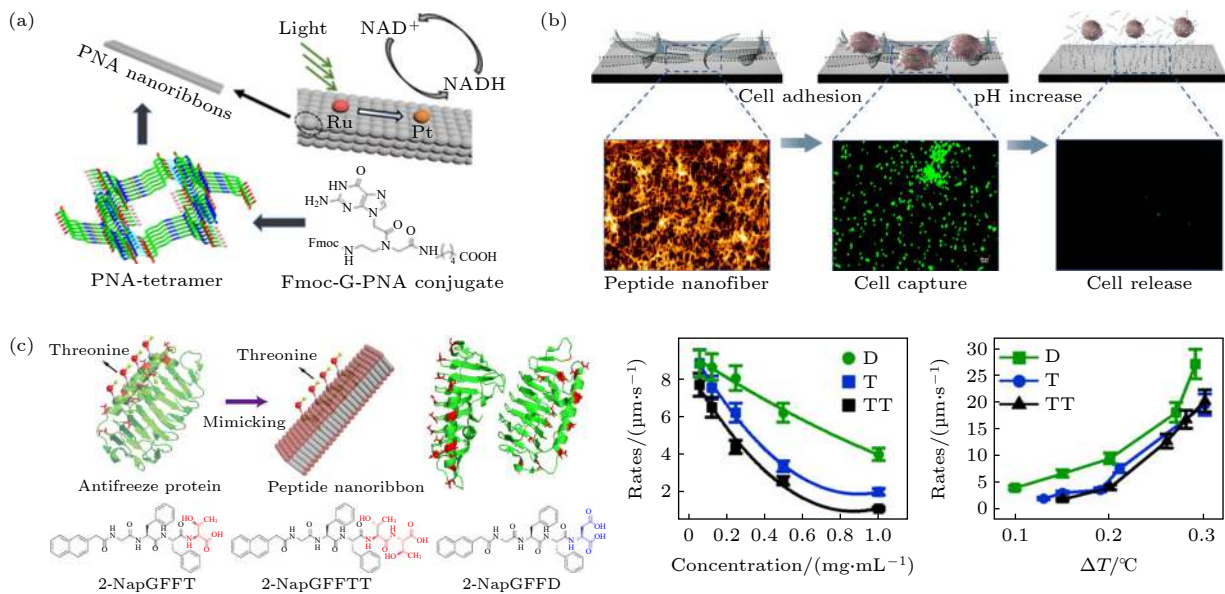 (a)
PNA nanoribbons
Light
NAD⁺
NADH
Ru
Pt
PNA-tetramer
O
N
HN
H₂N
N
N
O
O
Fmoc
N
N
H
NH
4
COOH
Fmoc-G-PNA conjugate
(b)
Cell adhesion
pH increase
Peptide nanofiber
Cell capture
Cell release
(c)
Threonine
Threonine
Mimicking
Antifreeze protein
Peptide nanoribbon
2-NapGFFT
2-NapGFFTT
2-NapGFFD
Rates/(μm·s⁻¹)
8
6
4
2
D
T
TT
0
0.2
0.4
0.6
0.8
1.0
Concentration/(mg·mL⁻¹)
Rates/(μm·s⁻¹)
30
25
20
15
10
5
0
D
T
TT
0.1
0.2
0.3
ΔT/℃